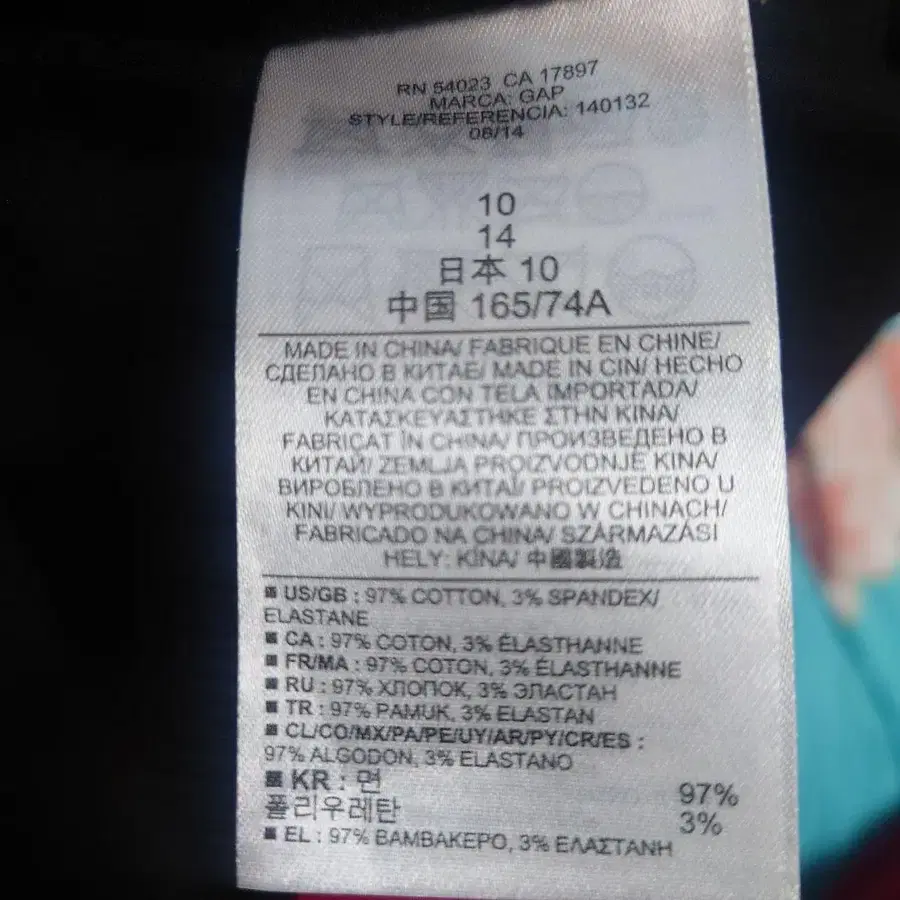 RN 54023 CA 17897
MARCA: GAP
STYLE/REFERENCIA: 140132
08/14
10
14
日本 10
中国 165/74A
MADE IN CHINA/ FABRIQUE EN CHINE/
СДЕЛАНО В КИТАЕ/ MADE IN CIN/ HECHO
EN CHINA CON TELA IMPORTADA/
ΚΑΤΑΣΚΕΥΑΣΤΗΚΕ ΣΤΗΝ ΚΙΝΑ/
FABRICAT ÎN CHINA/ ПРОИЗВЕДЕНО В
КИТАЙ/ ZEMLJA PROIZVODNJE KINA/
ВИРОБЛЕНО В КИТАЇ/ PROIZVEDENO U
KINI/ WYPRODUKOWANO W CHINACH/
FABRICADO NA CHINA/ SZÁRMAZÁSI
HELY: KÍNA/ 中國製造
US/GB : 97% COTTON, 3% SPANDEX/
ELASTANE
CA : 97% COTON, 3% ÉLASTHANNE
FR/MA : 97% COTON, 3% ÉLASTHANNE
RU : 97% ХЛОПОК, 3% ЭЛАСТАН
TR : 97% PAMUK, 3% ELASTAN
CL/CO/MX/PA/PE/UY/AR/PY/CR/ES :
97% ALGODON, 3% ELASTANO
KR : 면 97%
폴리우레탄 3%
EL : 97% ΒΑΜΒΑΚΕΡΟ, 3% ΕΛΑΣΤΑΝΗ